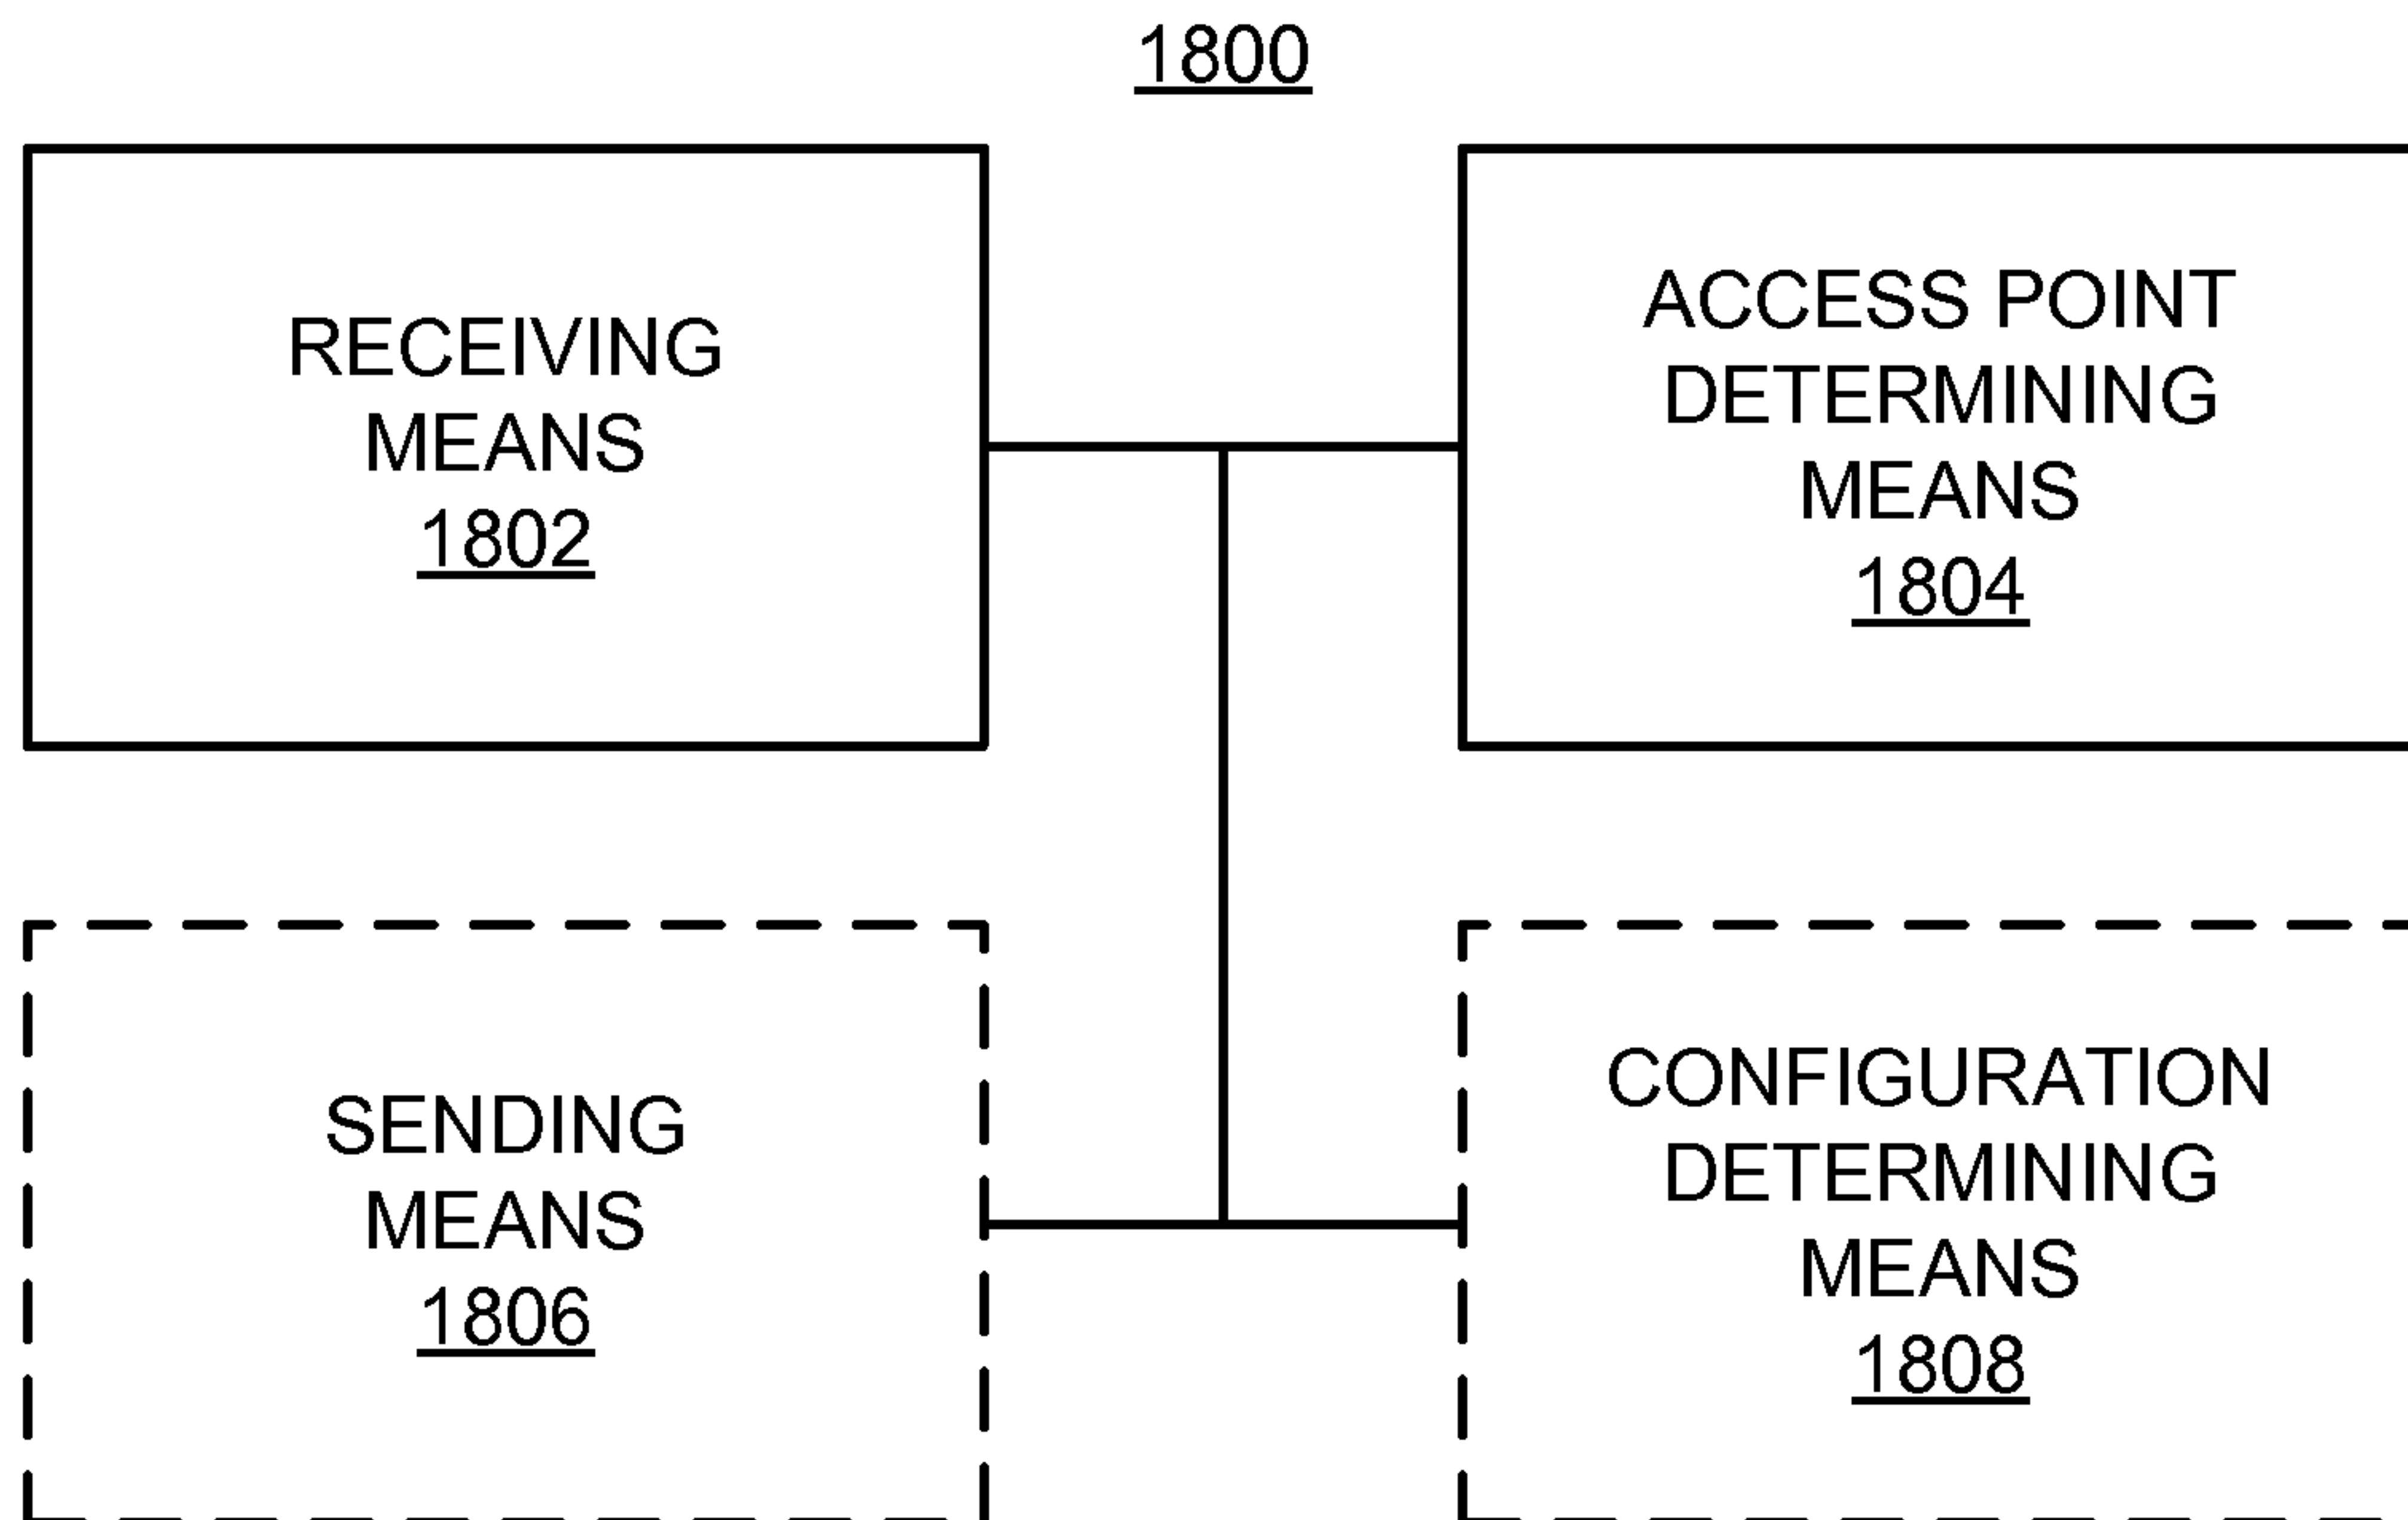 1800
RECEIVING
MEANS
1802
ACCESS POINT
DETERMINING
MEANS
1804
SENDING
MEANS
1806
CONFIGURATION
DETERMINING
MEANS
1808